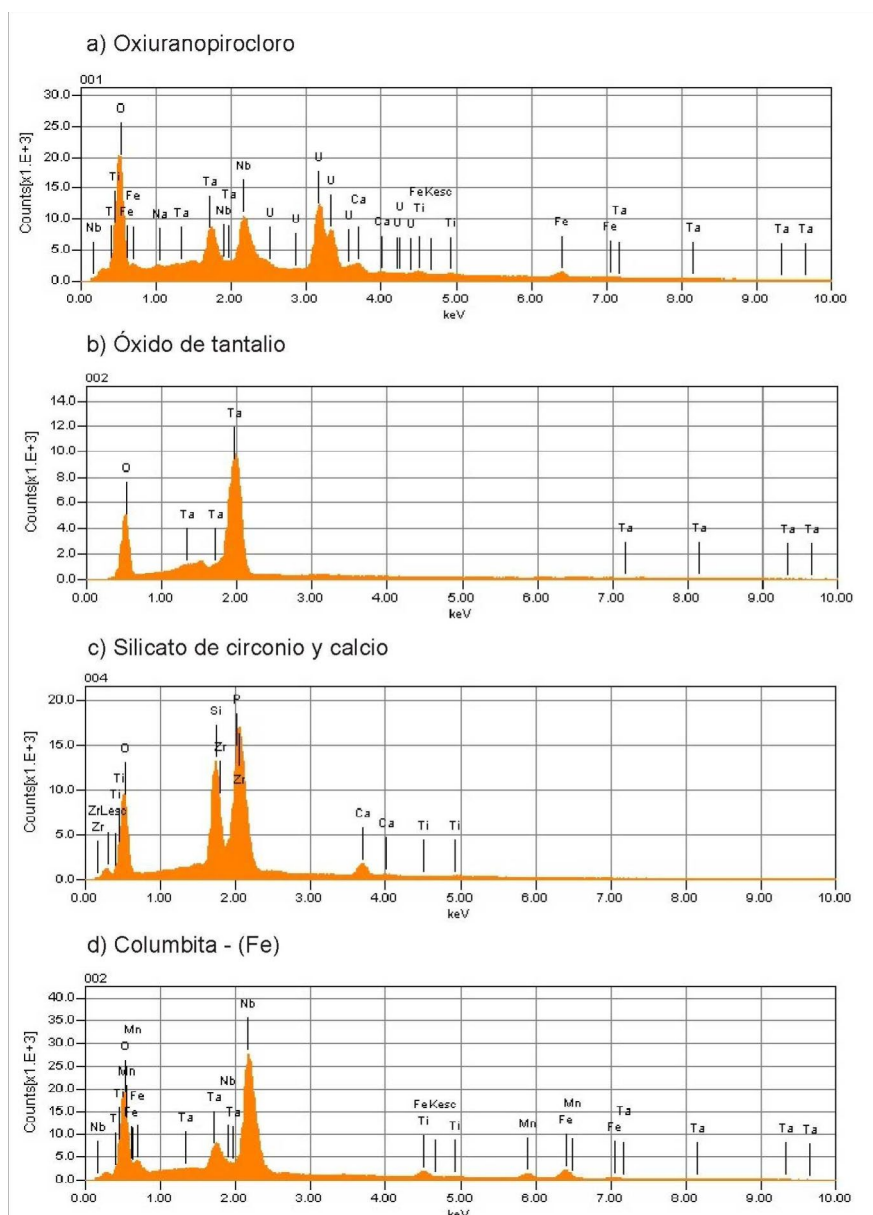 a) Oxiuranopirocloro
001
Counts[x1.E+3]
30.0
25.0
20.0
15.0
10.0
5.0
0.0
O
Ti
T
Fe
Fe
Nb
Na
Ta
Ta
Ta
Nb
Nb
U
U
U
U
U
Ca
Ca
U
U
U
FeKesc
Ti
Ti
Fe
Ta
Fe
Ta
Ta
Ta
0.00 1.00 2.00 3.00 4.00 5.00 6.00 7.00 8.00 9.00 10.00
keV
b) Óxido de tantalio
002
Counts[x1.E+3]
14.0
12.0
10.0
8.0
6.0
4.0
2.0
0.0
O
Ta
Ta
Ta
Ta
Ta
Ta
Ta
0.00 1.00 2.00 3.00 4.00 5.00 6.00 7.00 8.00 9.00 10.00
keV
c) Silicato de circonio y calcio
004
Counts[x1.E+3]
20.0
15.0
10.0
5.0
0.0
P
Si
Zr
Zr
O
Ti
Ti
ZrLesc
Zr
Ca
Ca
Ti
Ti
0.00 1.00 2.00 3.00 4.00 5.00 6.00 7.00 8.00 9.00 10.00
keV
d) Columbita - (Fe)
002
Counts[x1.E+3]
40.0
35.0
30.0
25.0
20.0
15.0
10.0
5.0
0.0
Mn
O
Mn
T
Fe
T
Fe
Nb
Ta
Ta
Nb
Ta
Nb
FeKesc
Ti
Ti
Mn
Mn
Fe
Ta
Fe
Ta
Ta
Ta
0.00 1.00 2.00 3.00 4.00 5.00 6.00 7.00 8.00 9.00 10.00
keV